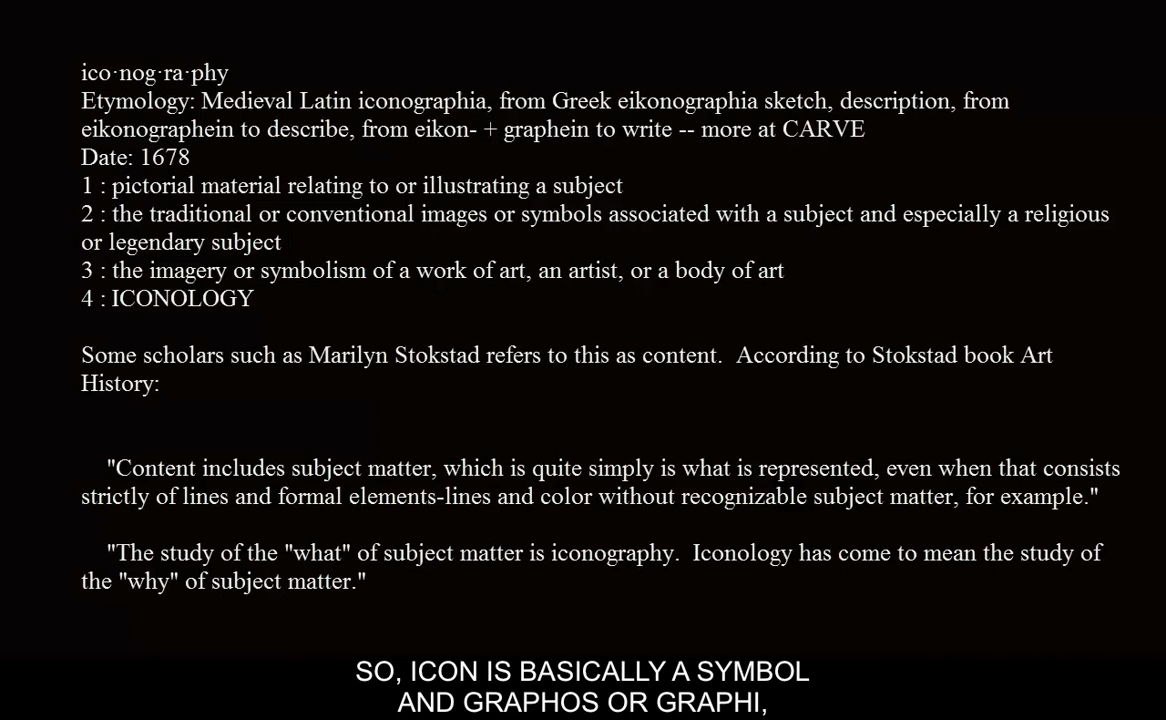 ico·nog·ra·phy
Etymology: Medieval Latin iconographia, from Greek eikonographia sketch, description, from
eikonographein to describe, from eikon- + graphein to write -- more at CARVE
Date: 1678
1 : pictorial material relating to or illustrating a subject
2 : the traditional or conventional images or symbols associated with a subject and especially a religious
or legendary subject
3 : the imagery or symbolism of a work of art, an artist, or a body of art
4 : ICONOLOGY
Some scholars such as Marilyn Stokstad refers to this as content.  According to Stokstad book Art
History:
"Content includes subject matter, which is quite simply is what is represented, even when that consists
strictly of lines and formal elements-lines and color without recognizable subject matter, for example."
"The study of the "what" of subject matter is iconography.  Iconology has come to mean the study of
the "why" of subject matter."
SO, ICON IS BASICALLY A SYMBOL
AND GRAPHOS OR GRAPHI,